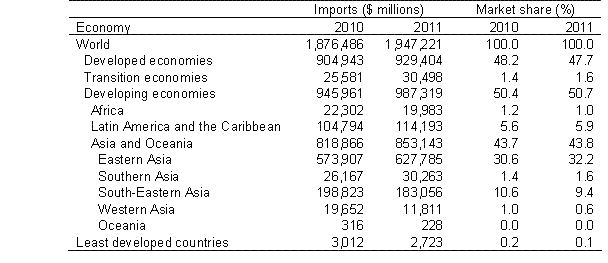 Imports ($ millions) Market share (%)
Economy 2010 2011 2010 2011
World 1,876,486 1,947,221 100.0 100.0
Developed economies 904,943 929,404 48.2 47.7
Transition economies 25,581 30,498 1.4 1.6
Developing economies 945,961 987,319 50.4 50.7
Africa 22,302 19,983 1.2 1.0
Latin America and the Caribbean 104,794 114,193 5.6 5.9
Asia and Oceania 818,866 853,143 43.7 43.8
Eastern Asia 573,907 627,785 30.6 32.2
Southern Asia 26,167 30,263 1.4 1.6
South-Eastern Asia 198,823 183,056 10.6 9.4
Western Asia 19,652 11,811 1.0 0.6
Oceania 316 228 0.0 0.0
Least developed countries 3,012 2,723 0.2 0.1